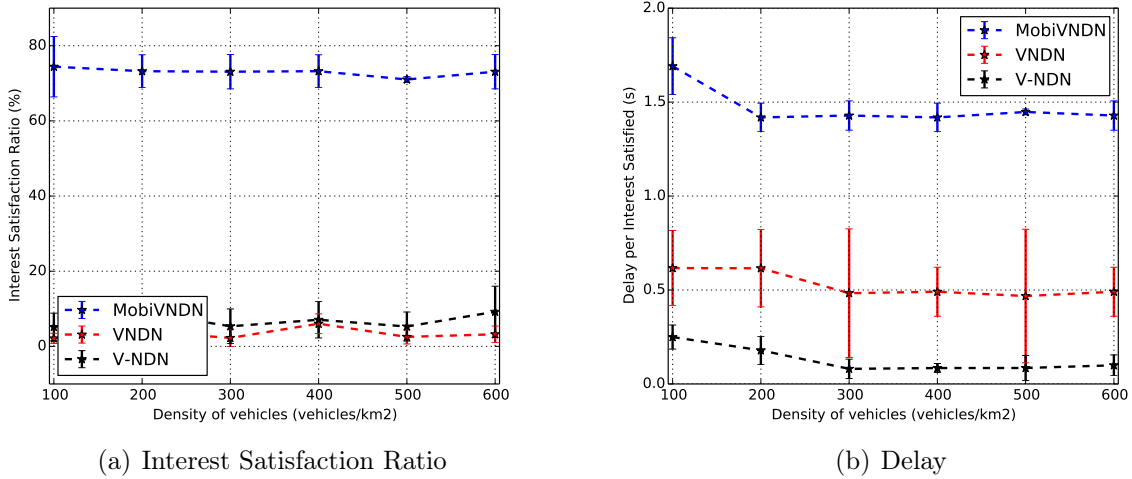 80
60
40
20
0
Interest Satisfaction Ratio (%)
MobiVNDN
VNDN
V-NDN
100 200 300 400 500 600
Density of vehicles (vehicles/km2)
(a) Interest Satisfaction Ratio
2.0
1.5
1.0
0.5
0.0
Delay per Interest Satisfied (s)
MobiVNDN
VNDN
V-NDN
100 200 300 400 500 600
Density of vehicles (vehicles/km2)
(b) Delay